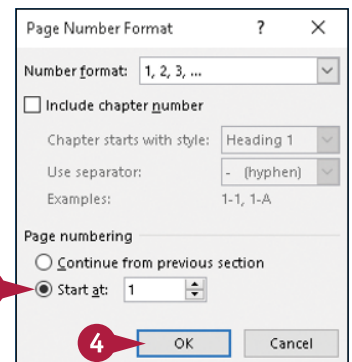 Page Number Format ? ×
Number format: 1, 2, 3, ...
Include chapter number
Chapter starts with style: Heading 1
Use separator: - (hyphen)
Examples: 1-1, 1-A
Page numbering
Continue from previous section
Start at: 1
4 OK Cancel